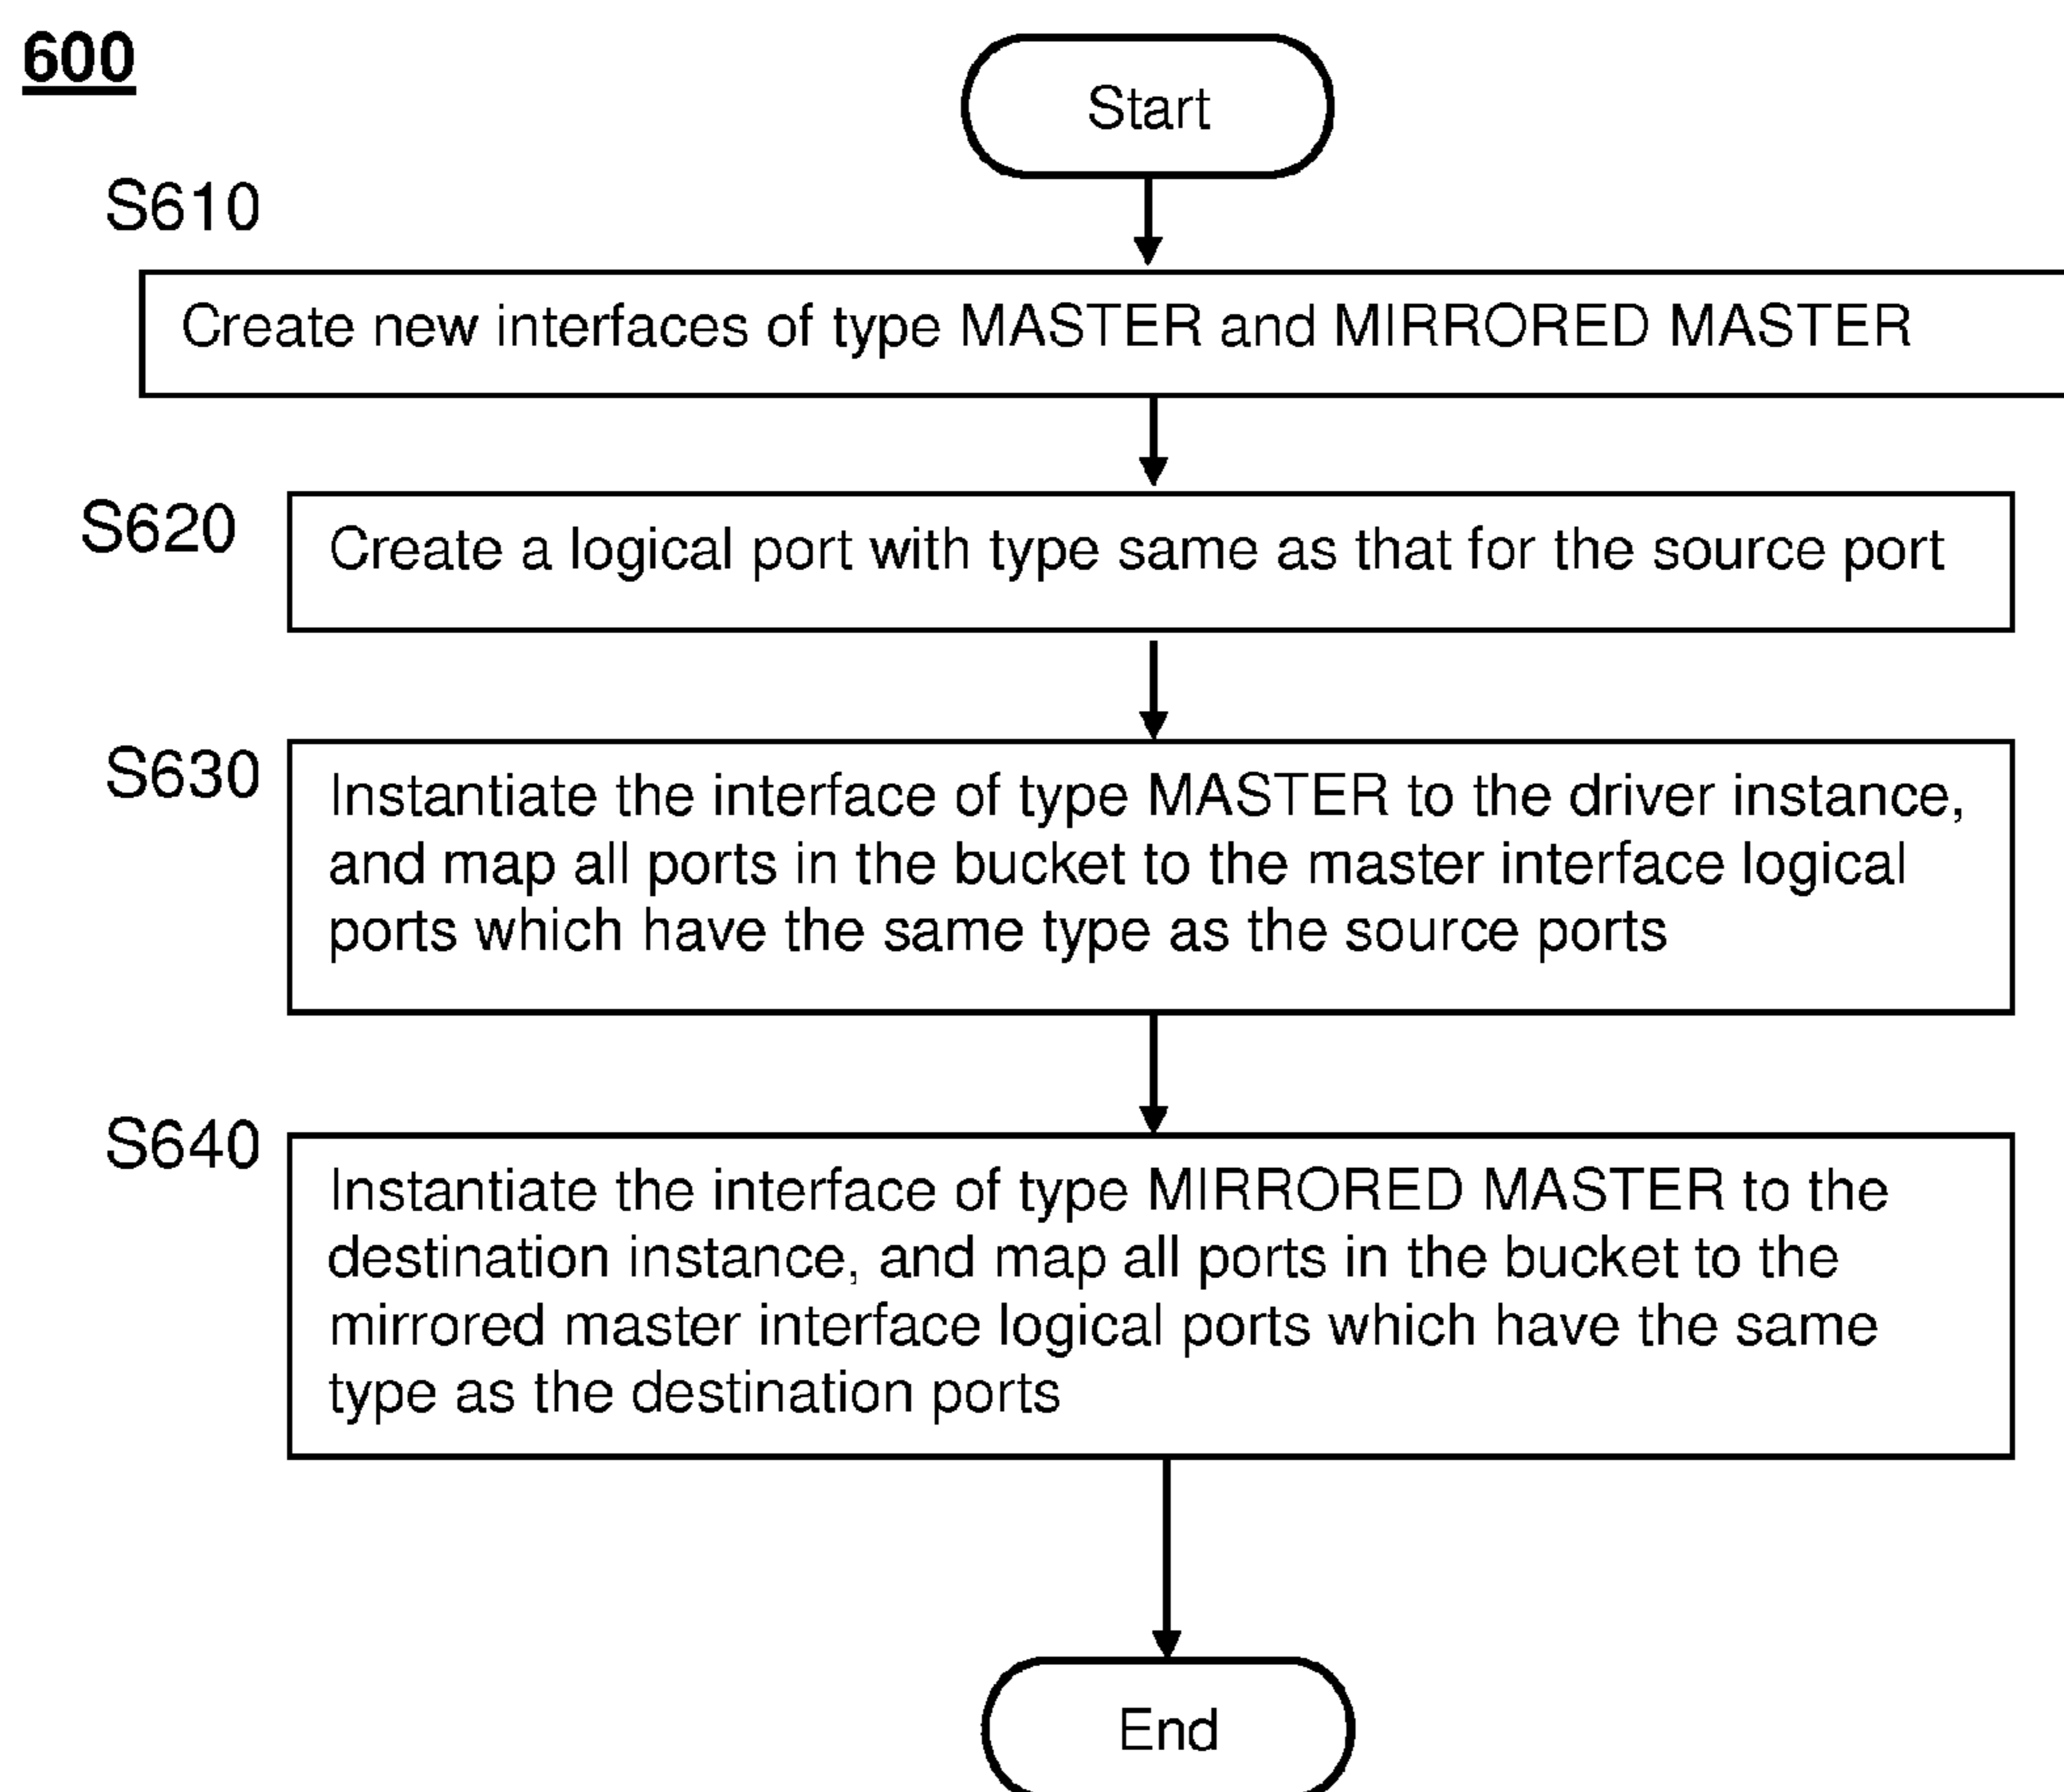 600
Start
S610
Create new interfaces of type MASTER and MIRRORED MASTER
S620
Create a logical port with type same as that for the source port
S630
Instantiate the interface of type MASTER to the driver instance,
and map all ports in the bucket to the master interface logical
ports which have the same type as the source ports
S640
Instantiate the interface of type MIRRORED MASTER to the
destination instance, and map all ports in the bucket to the
mirrored master interface logical ports which have the same
type as the destination ports
End